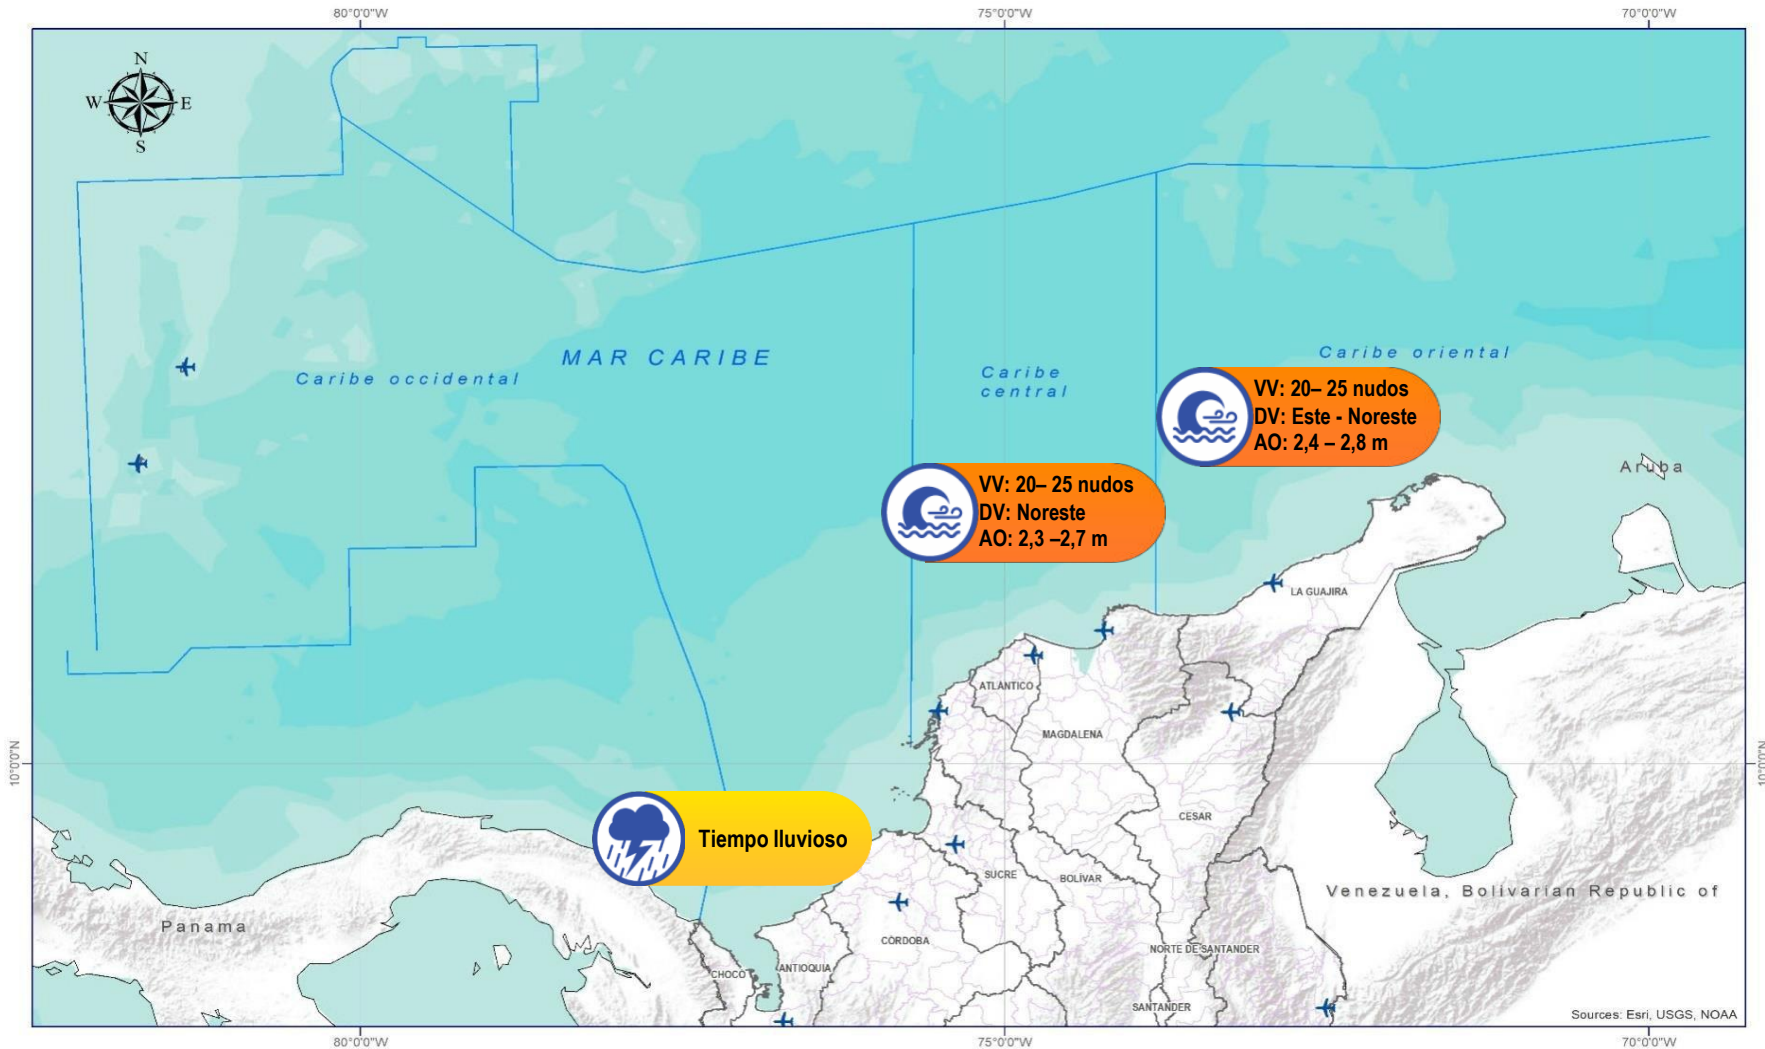 80°0'0"W
75°0'0"W
70°0'0"W
N
W
E
S
MAR CARIBE
Caribe occidental
Caribe
central
Caribe oriental
VV: 20– 25 nudos
DV: Este - Noreste
AO: 2,4 – 2,8 m
VV: 20– 25 nudos
DV: Noreste
AO: 2,3 –2,7 m
Aruba
LA GUAJIRA
ATLANTICO
MAGDALENA
10°0'0"N
10°0'0"N
CESAR
Tiempo lluvioso
SUCRE
BOLÍVAR
Venezuela, Bolivarian Republic of
Panama
CÓRDOBA
NORTE DE SANTANDER
CHOCO
ANTIOQUIA
SANTANDER
Sources: Esri, USGS, NOAA
80°0'0"W
75°0'0"W
70°0'0"W